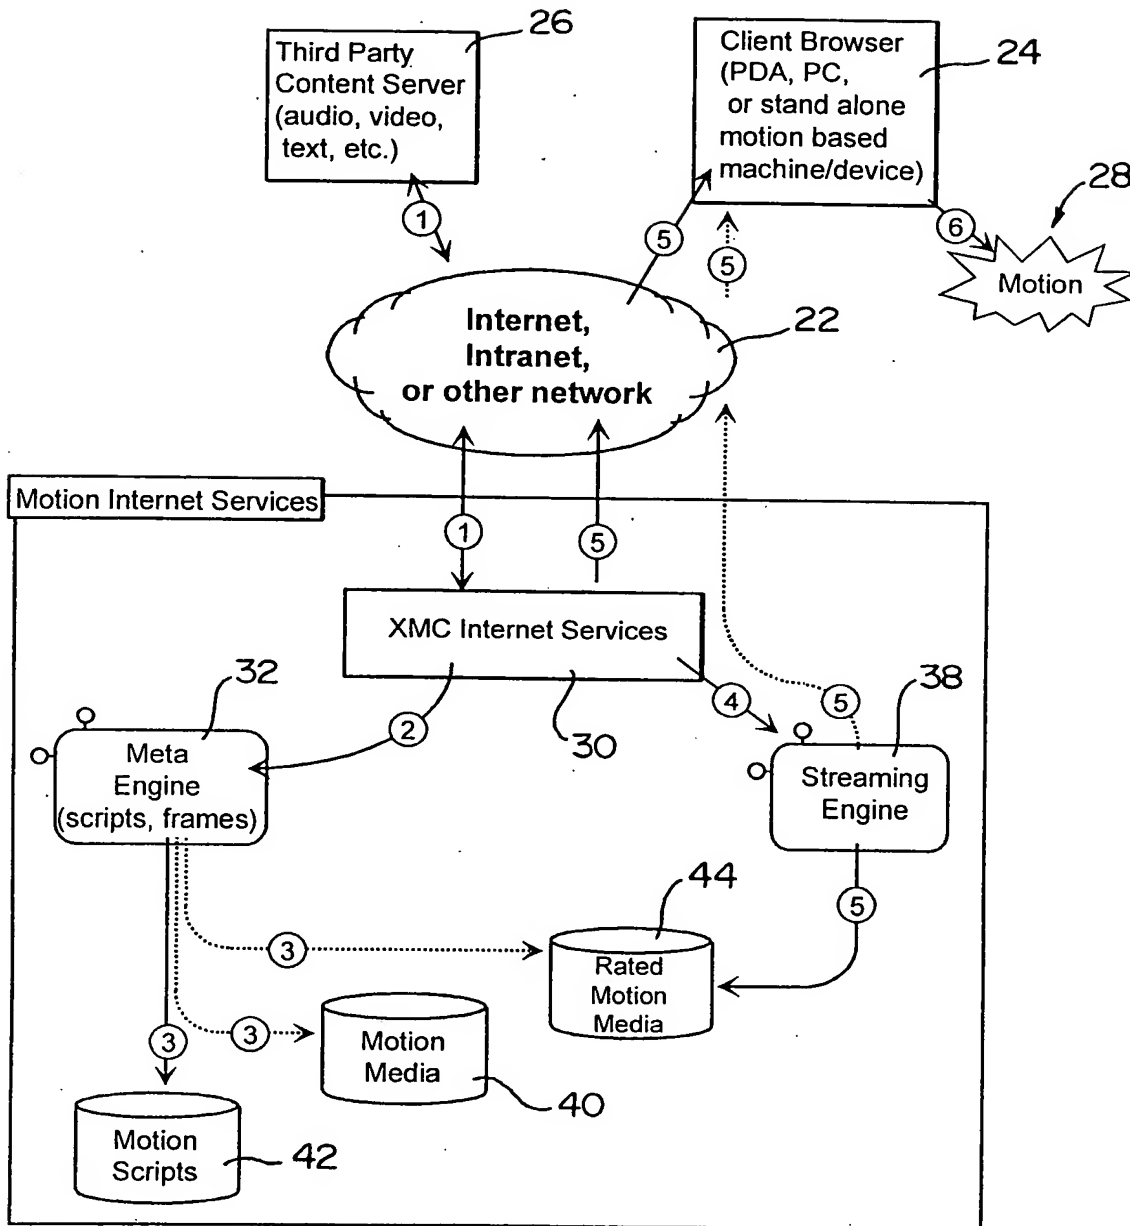 26
Third Party
Content Server
(audio, video,
text, etc.)
Client Browser
(PDA, PC,
or stand alone
motion based
machine/device)
24
28
1
5
5
6
Motion
Internet,
Intranet,
or other network
22
Motion Internet Services
1
5
XMC Internet Services
30
32
2
4
5
38
Meta
Engine
(scripts, frames)
Streaming
Engine
44
5
3
Rated
Motion
Media
3
3
Motion
Media
40
Motion
Scripts
42